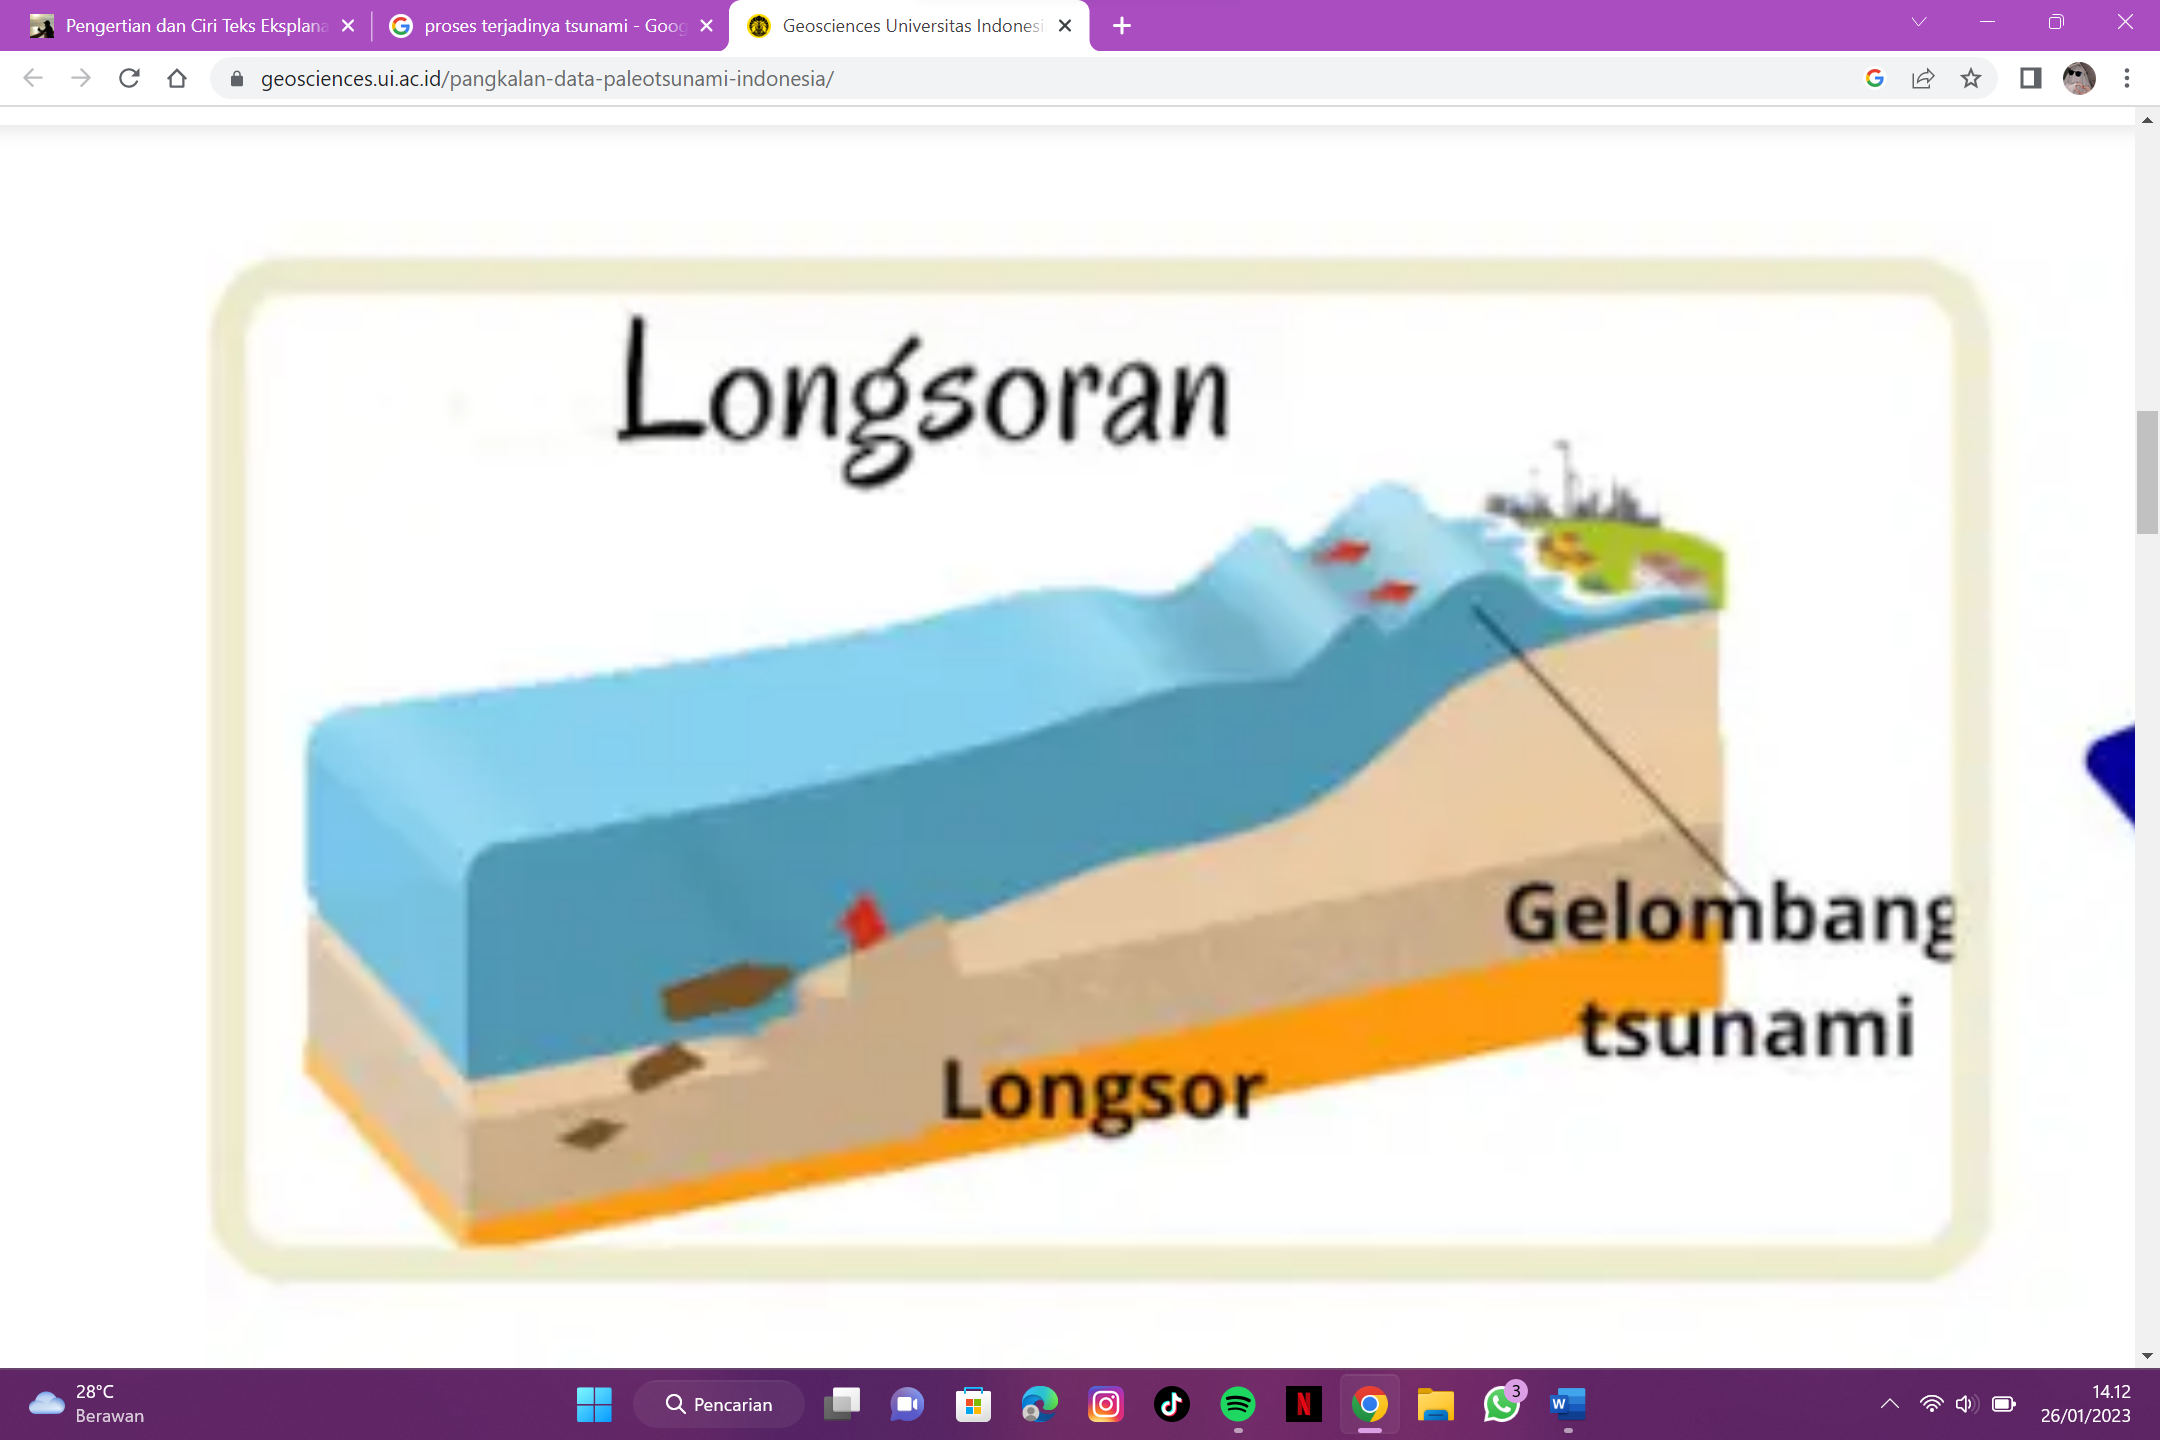 Pengertian dan Ciri Teks Eksplana
proses terjadinya tsunami - Goog
Geosciences Universitas Indonesi
geosciences.ui.ac.id/pangkalan-data-paleotsunami-indonesia/
Longsoran
Gelombang
tsunami
Longsor
28°C
Berawan
Pencarian
3
14.12
26/01/2023